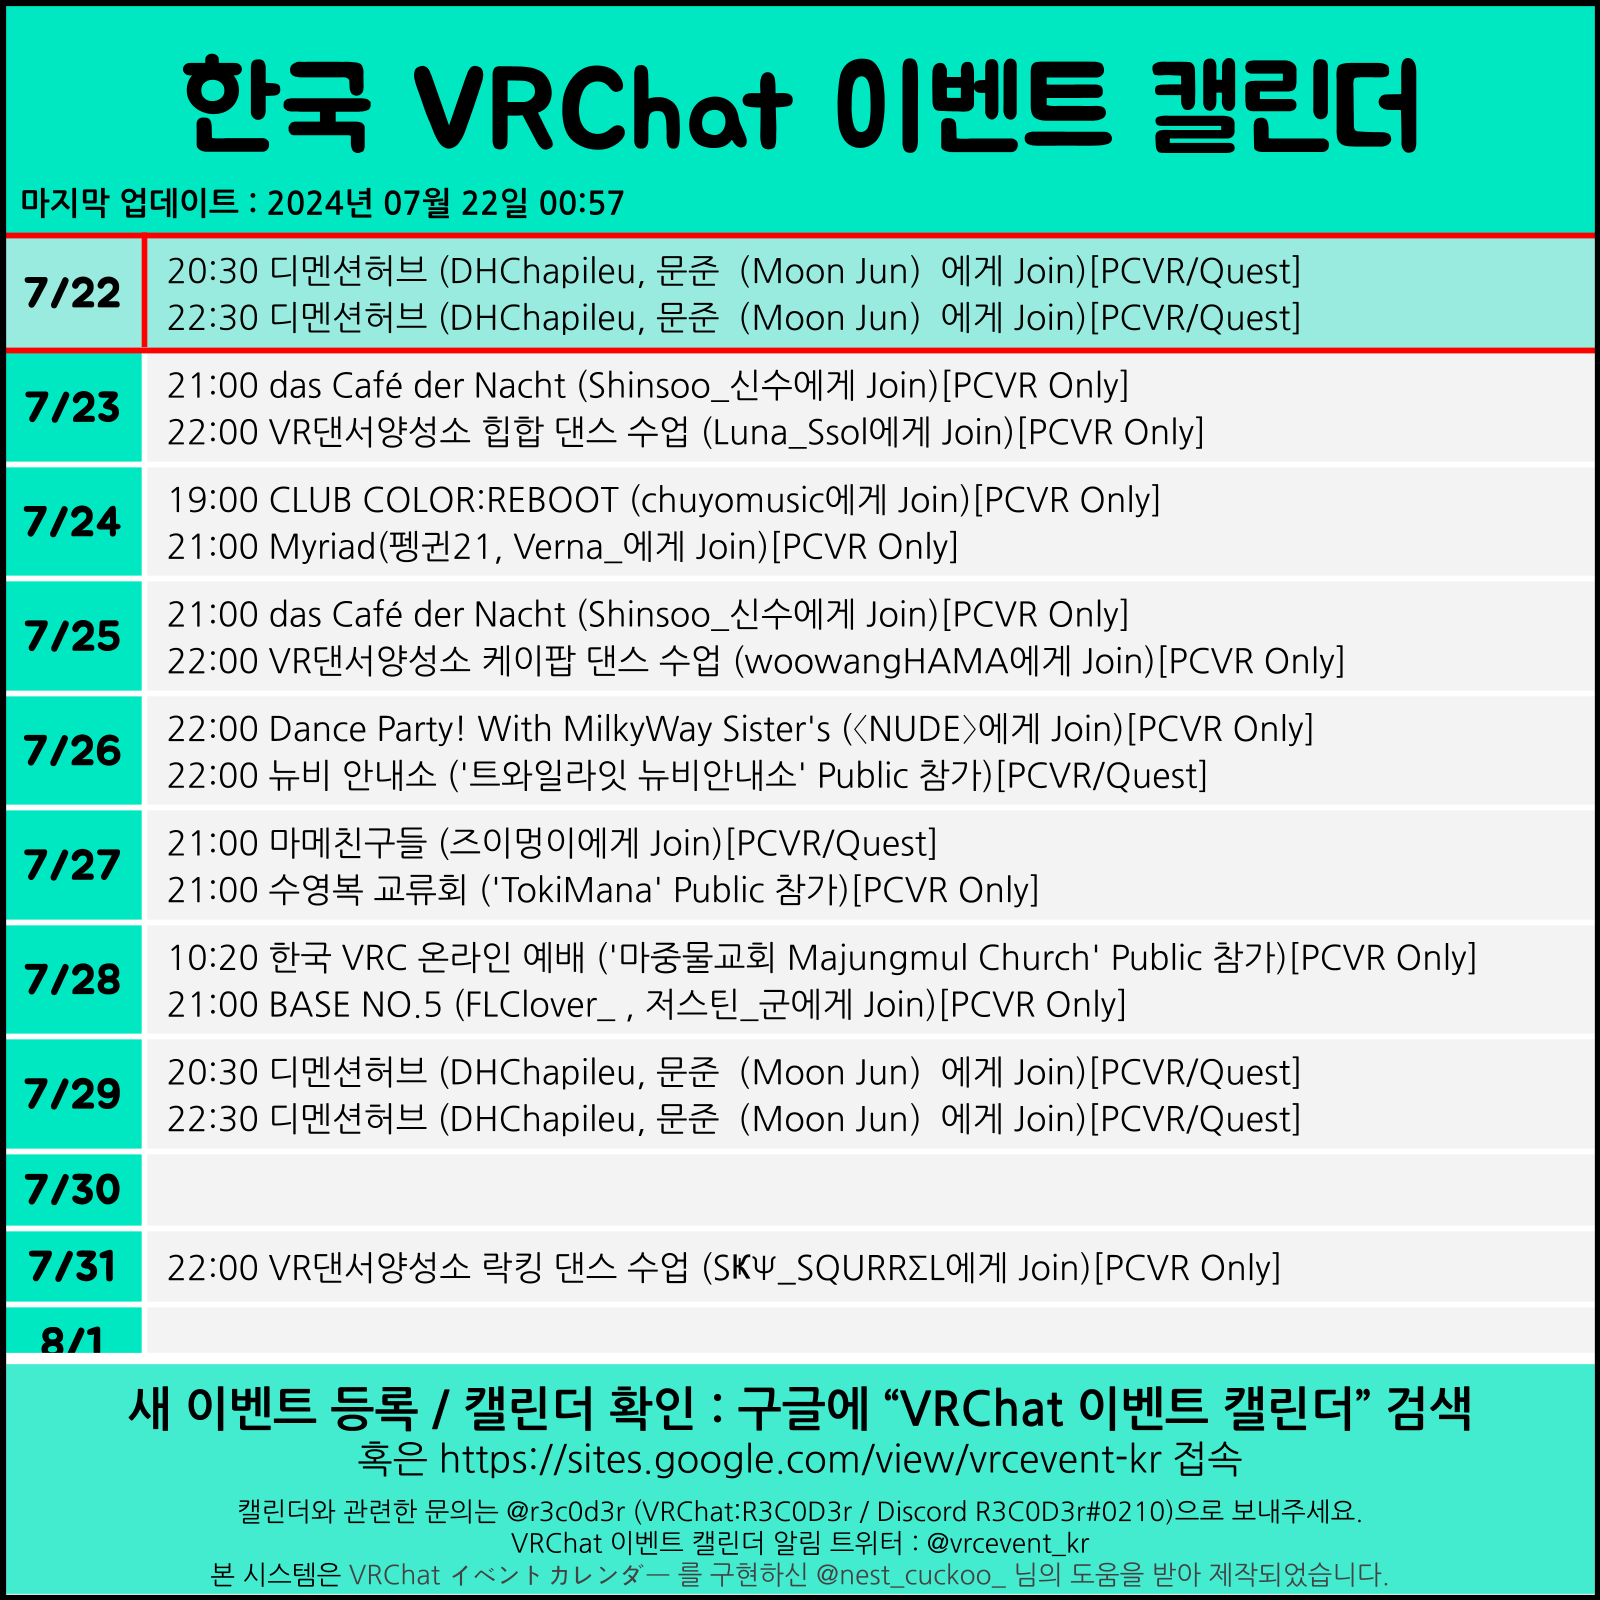 한국 VRChat 이벤트 캘린더
마지막 업데이트 : 2024년 07월 22일 00:57
7/22
20:30 디멘션허브 (DHChapileu, 문준（Moon Jun）에게 Join)[PCVR/Quest]
22:30 디멘션허브 (DHChapileu, 문준（Moon Jun）에게 Join)[PCVR/Quest]
7/23
21:00 das Café der Nacht (Shinsoo_신수에게 Join)[PCVR Only]
22:00 VR댄서양성소 힙합 댄스 수업 (Luna_Ssol에게 Join)[PCVR Only]
7/24
19:00 CLUB COLOR:REBOOT (chuyomusic에게 Join)[PCVR Only]
21:00 Myriad(펭귄21, Verna_에게 Join)[PCVR Only]
7/25
21:00 das Café der Nacht (Shinsoo_신수에게 Join)[PCVR Only]
22:00 VR댄서양성소 케이팝 댄스 수업 (woowangHAMA에게 Join)[PCVR Only]
7/26
22:00 Dance Party! With MilkyWay Sister's (〈NUDE〉에게 Join)[PCVR Only]
22:00 뉴비 안내소 ('트와일라잇 뉴비안내소' Public 참가)[PCVR/Quest]
7/27
21:00 마메친구들 (즈이멍이에게 Join)[PCVR/Quest]
21:00 수영복 교류회 ('TokiMana' Public 참가)[PCVR Only]
7/28
10:20 한국 VRC 온라인 예배 ('마중물교회 Majungmul Church' Public 참가)[PCVR Only]
21:00 BASE NO.5 (FLClover_ , 저스틴_군에게 Join)[PCVR Only]
7/29
20:30 디멘션허브 (DHChapileu, 문준（Moon Jun）에게 Join)[PCVR/Quest]
22:30 디멘션허브 (DHChapileu, 문준（Moon Jun）에게 Join)[PCVR/Quest]
7/30
7/31
22:00 VR댄서양성소 락킹 댄스 수업 (SҜΨ_SQURRΣL에게 Join)[PCVR Only]
8/1
새 이벤트 등록 / 캘린더 확인 : 구글에 “VRChat 이벤트 캘린더” 검색
혹은 https://sites.google.com/view/vrcevent-kr 접속
캘린더와 관련한 문의는 @r3c0d3r (VRChat:R3C0D3r / Discord R3C0D3r#0210)으로 보내주세요.
VRChat 이벤트 캘린더 알림 트위터 : @vrcevent_kr
본 시스템은 VRChat イベントカレンダー 를 구현하신 @nest_cuckoo_ 님의 도움을 받아 제작되었습니다.